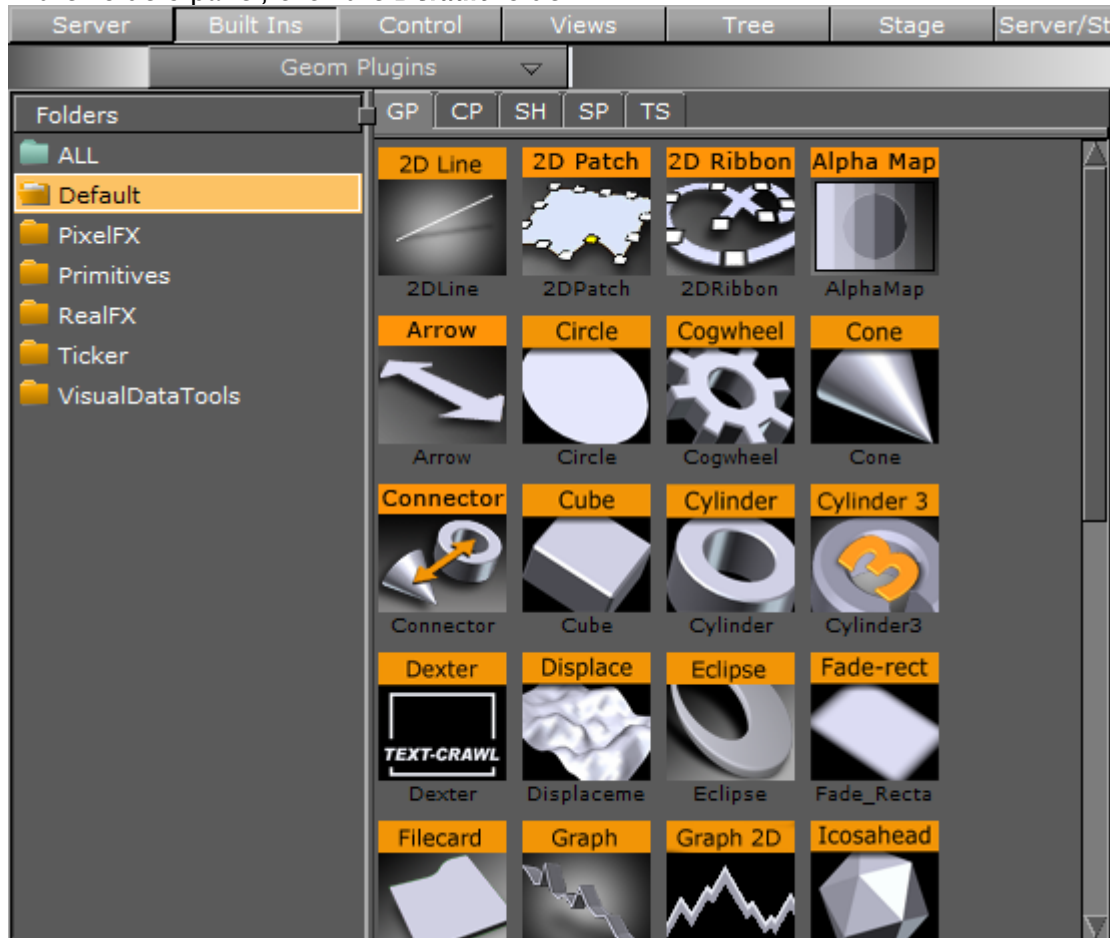 Server Built Ins Control Views Tree Stage Server/St
Geom Plugins
Folders
GP CP SH SP TS
ALL
Default
PixelFX
Primitives
RealFX
Ticker
VisualDataTools
2D Line 2D Patch 2D Ribbon Alpha Map
2DLine 2DPatch 2DRibbon AlphaMap
Arrow Circle Cogwheel Cone
Arrow Circle Cogwheel Cone
Connector Cube Cylinder Cylinder 3
3
Connector Cube Cylinder Cylinder3
Dexter Displace Eclipse Fade-rect
TEXT-CRAWL
Dexter Displaceme Eclipse Fade_Recta
Filecard Graph Graph 2D Icosahead